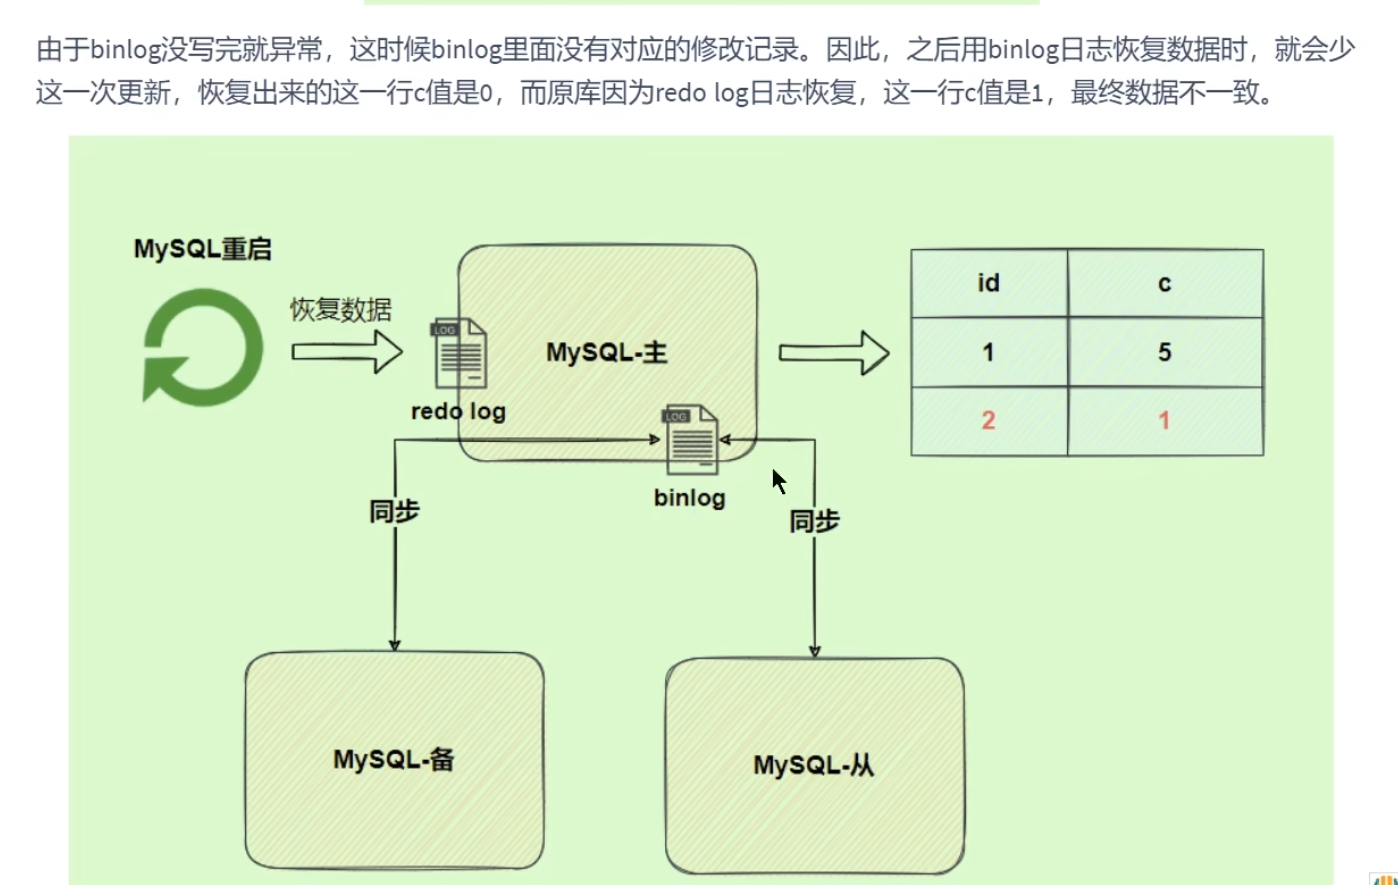 由于binlog没写完就异常，这时候binlog里面没有对应的修改记录。因此，之后用binlog日志恢复数据时，就会少
这一次更新，恢复出来的这一行c值是0，而原库因为redo log日志恢复，这一行c值是1，最终数据不一致。
MySQL重启
恢复数据
LOG
redo log
MySQL-主
LOG
binlog
id c
1 5
2 1
同步
同步
MySQL-备
MySQL-从